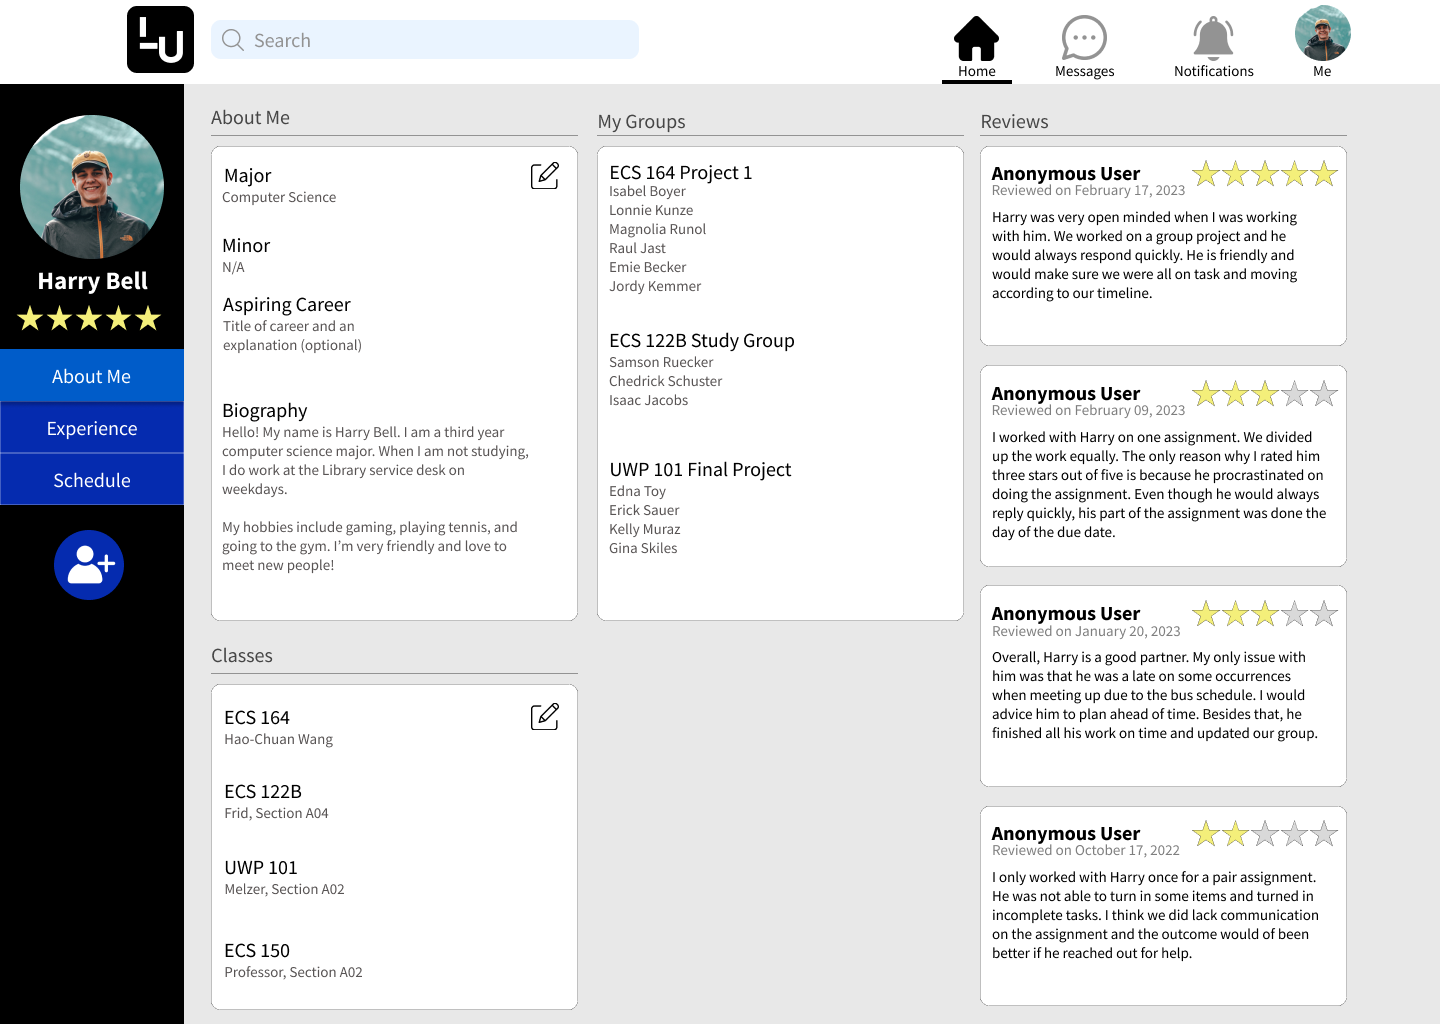 LU
Search
Home
Messages
Notifications
Me
Harry Bell
About Me
Experience
Schedule
About Me
Major
Computer Science
Minor
N/A
Aspiring Career
Title of career and an
explanation (optional)
Biography
Hello! My name is Harry Bell. I am a third year
computer science major. When I am not studying,
I do work at the Library service desk on
weekdays.
My hobbies include gaming, playing tennis, and
going to the gym. I'm very friendly and love to
meet new people!
Classes
ECS 164
Hao-Chuan Wang
ECS 122B
Frid, Section A04
UWP 101
Melzer, Section A02
ECS 150
Professor, Section A02
My Groups
ECS 164 Project 1
Isabel Boyer
Lonnie Kunze
Magnolia Runol
Raul Jast
Emie Becker
Jordy Kemmer
ECS 122B Study Group
Samson Ruecker
Chedrick Schuster
Isaac Jacobs
UWP 101 Final Project
Edna Toy
Erick Sauer
Kelly Muraz
Gina Skiles
Reviews
Anonymous User
Reviewed on February 17, 2023
Harry was very open minded when I was working
with him. We worked on a group project and he
would always respond quickly. He is friendly and
would make sure we were all on task and moving
according to our timeline.
Anonymous User
Reviewed on February 09, 2023
I worked with Harry on one assignment. We divided
up the work equally. The only reason why I rated him
three stars out of five is because he procrastinated on
doing the assignment. Even though he would always
reply quickly, his part of the assignment was done the
day of the due date.
Anonymous User
Reviewed on January 20, 2023
Overall, Harry is a good partner. My only issue with
him was that he was a late on some occurrences
when meeting up due to the bus schedule. I would
advice him to plan ahead of time. Besides that, he
finished all his work on time and updated our group.
Anonymous User
Reviewed on October 17, 2022
I only worked with Harry once for a pair assignment.
He was not able to turn in some items and turned in
incomplete tasks. I think we did lack communication
on the assignment and the outcome would of been
better if he reached out for help.